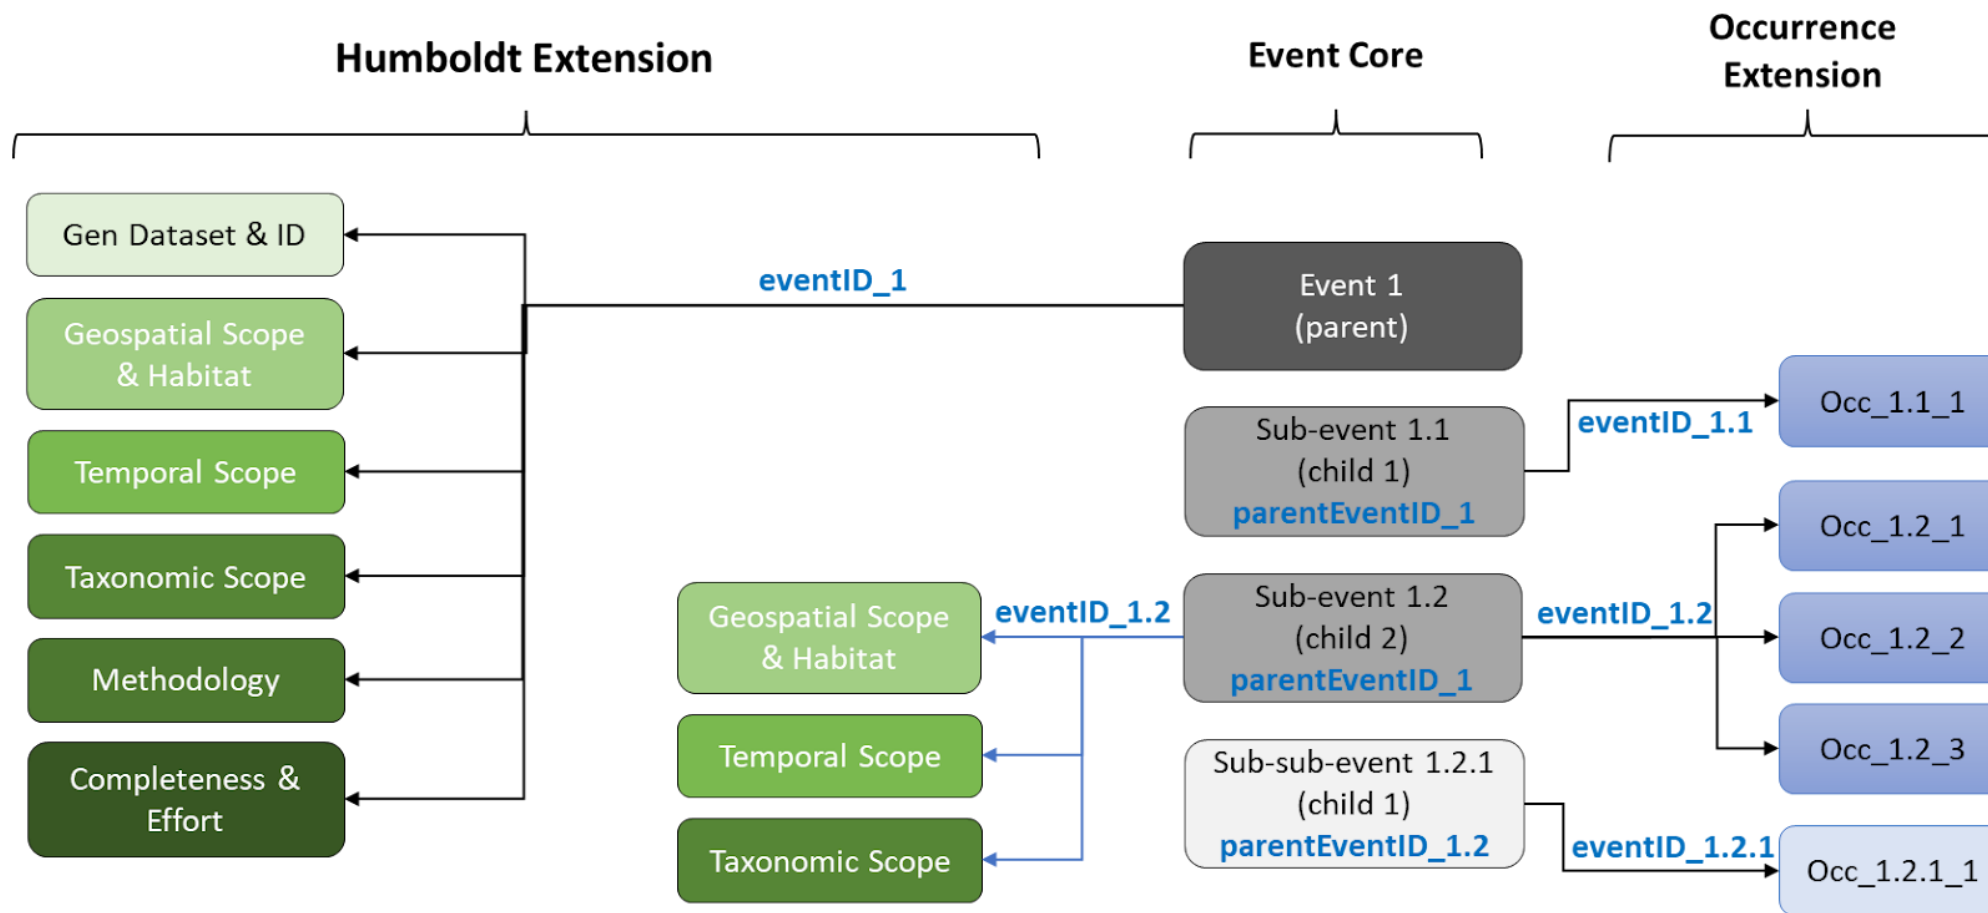 Humboldt Extension
Event Core
Occurrence
Extension
Gen Dataset & ID
Geospatial Scope
& Habitat
Temporal Scope
Taxonomic Scope
Methodology
Completeness &
Effort
eventID_1
Geospatial Scope
& Habitat
Temporal Scope
Taxonomic Scope
eventID_1.2
Event 1
(parent)
Sub-event 1.1
(child 1)
parentEventID_1
Sub-event 1.2
(child 2)
parentEventID_1
Sub-sub-event 1.2.1
(child 1)
parentEventID_1.2
eventID_1.1
eventID_1.2
eventID_1.2.1
Occ_1.1_1
Occ_1.2_1
Occ_1.2_2
Occ_1.2_3
Occ_1.2.1_1